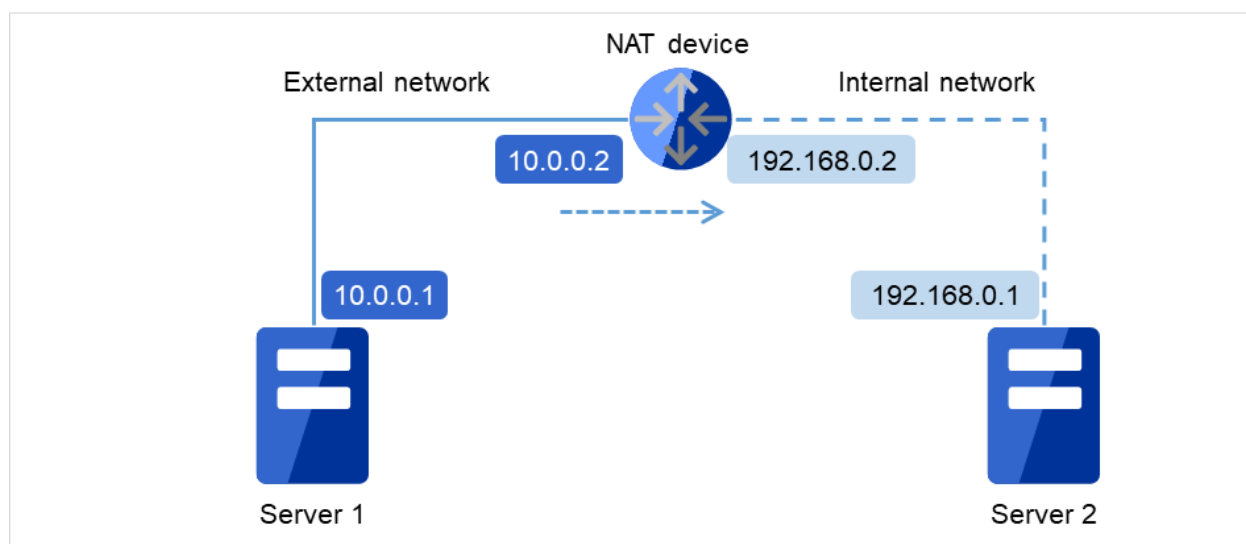 NAT device
External network
Internal network
10.0.0.2
192.168.0.2
10.0.0.1
192.168.0.1
Server 1
Server 2